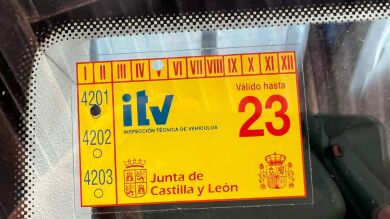 I II III IV V VI VII VIII IX X XI XII
4201
4202
4203
itv
INSPECCIÓN TÉCNICA DE VEHÍCULOS
Válido hasta
23
Junta de
Castilla y León